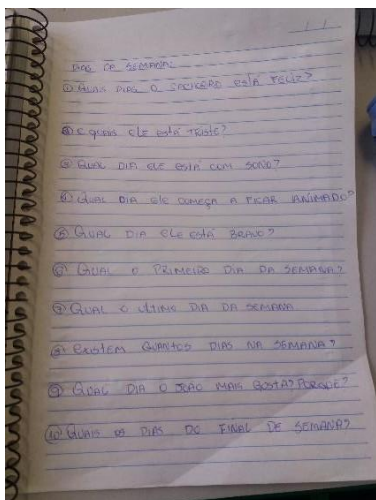 DIAS DA SEMANA:
① QUAIS DIAS O CACHORRO ESTÁ FELIZ?
② E QUAIS ELE ESTÁ TRISTE?
③ QUAL DIA ELE ESTÁ COM SONO?
④ QUAL DIA ELE COMEÇA A FICAR ANIMADO?
⑤ QUAL DIA ELE ESTÁ BRAVO?
⑥ QUAL O PRIMEIRO DIA DA SEMANA?
⑦ QUAL O ULTIMO DIA DA SEMANA
⑧ EXISTEM QUANTOS DIAS NA SEMANA?
⑨ QUAL DIA O JOÃO MAIS GOSTA? PORQUE?
⑩ QUAIS OS DIAS DO FINAL DE SEMANA?